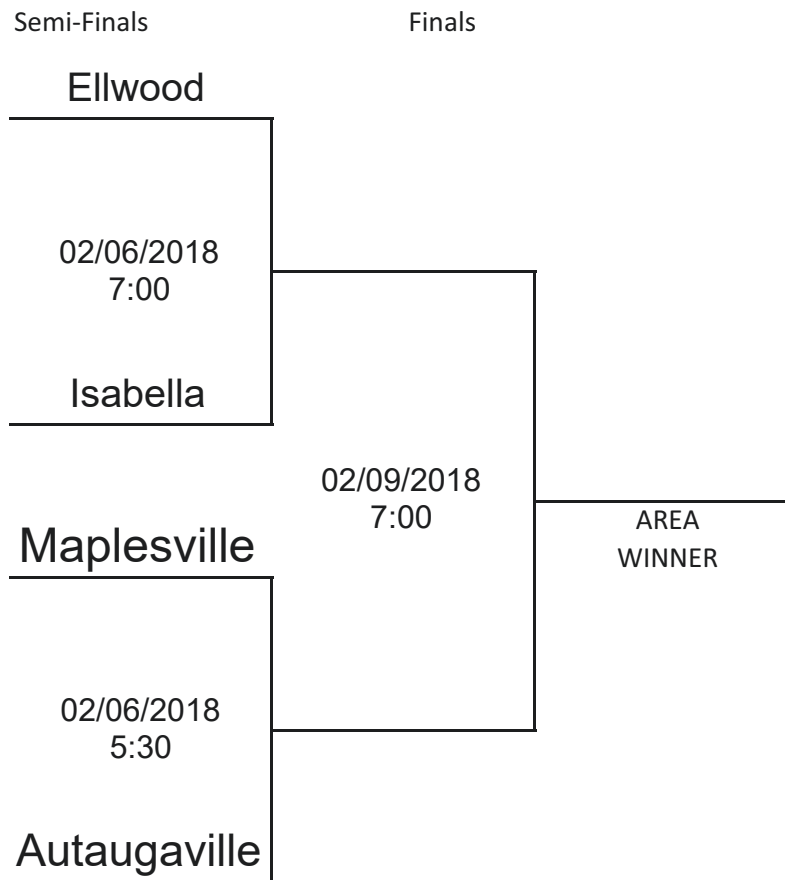 Semi-Finals
Finals
Ellwood
02/06/2018
7:00
Isabella
02/09/2018
7:00
AREA
WINNER
Maplesville
02/06/2018
5:30
Autaugaville